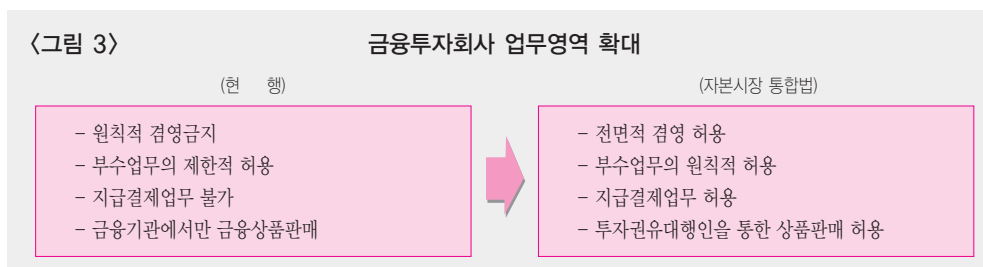 〈그림 3〉 금융투자회사 업무영역 확대
(현 행) (자본시장 통합법)
- 원칙적 겸영금지
- 부수업무의 제한적 허용
- 지급결제업무 불가
- 금융기관에서만 금융상품판매
- 전면적 겸영 허용
- 부수업무의 원칙적 허용
- 지급결제업무 허용
- 투자권유대행인을 통한 상품판매 허용